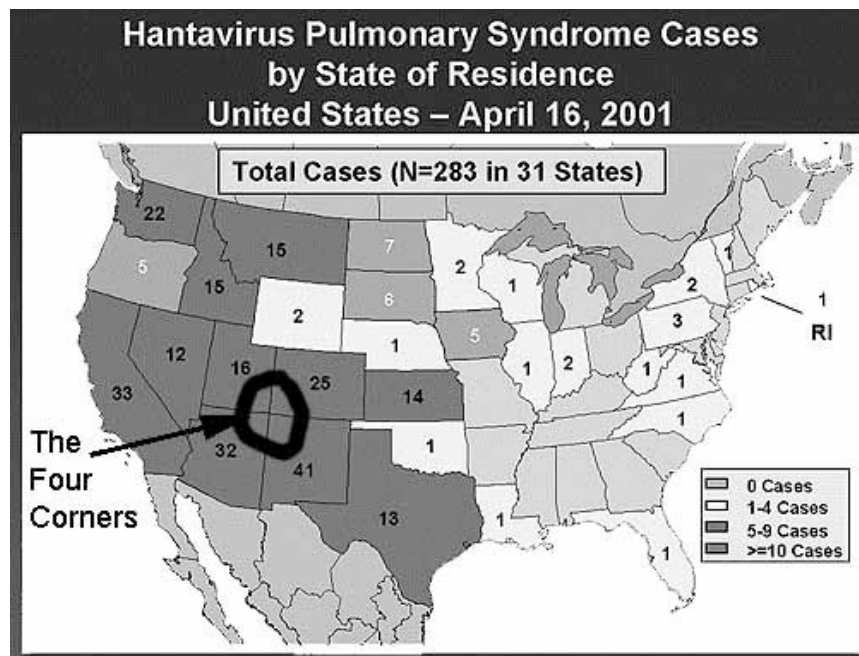 Hantavirus Pulmonary Syndrome Cases
by State of Residence
United States – April 16, 2001
Total Cases (N=283 in 31 States)
22
15
7
2
1
5
15
6
1
2
2
1
3
RI
1
5
12
16
25
14
1
2
1
1
33
32
41
1
1
13
1
1
The
Four
Corners
0 Cases
1-4 Cases
5-9 Cases
>=10 Cases